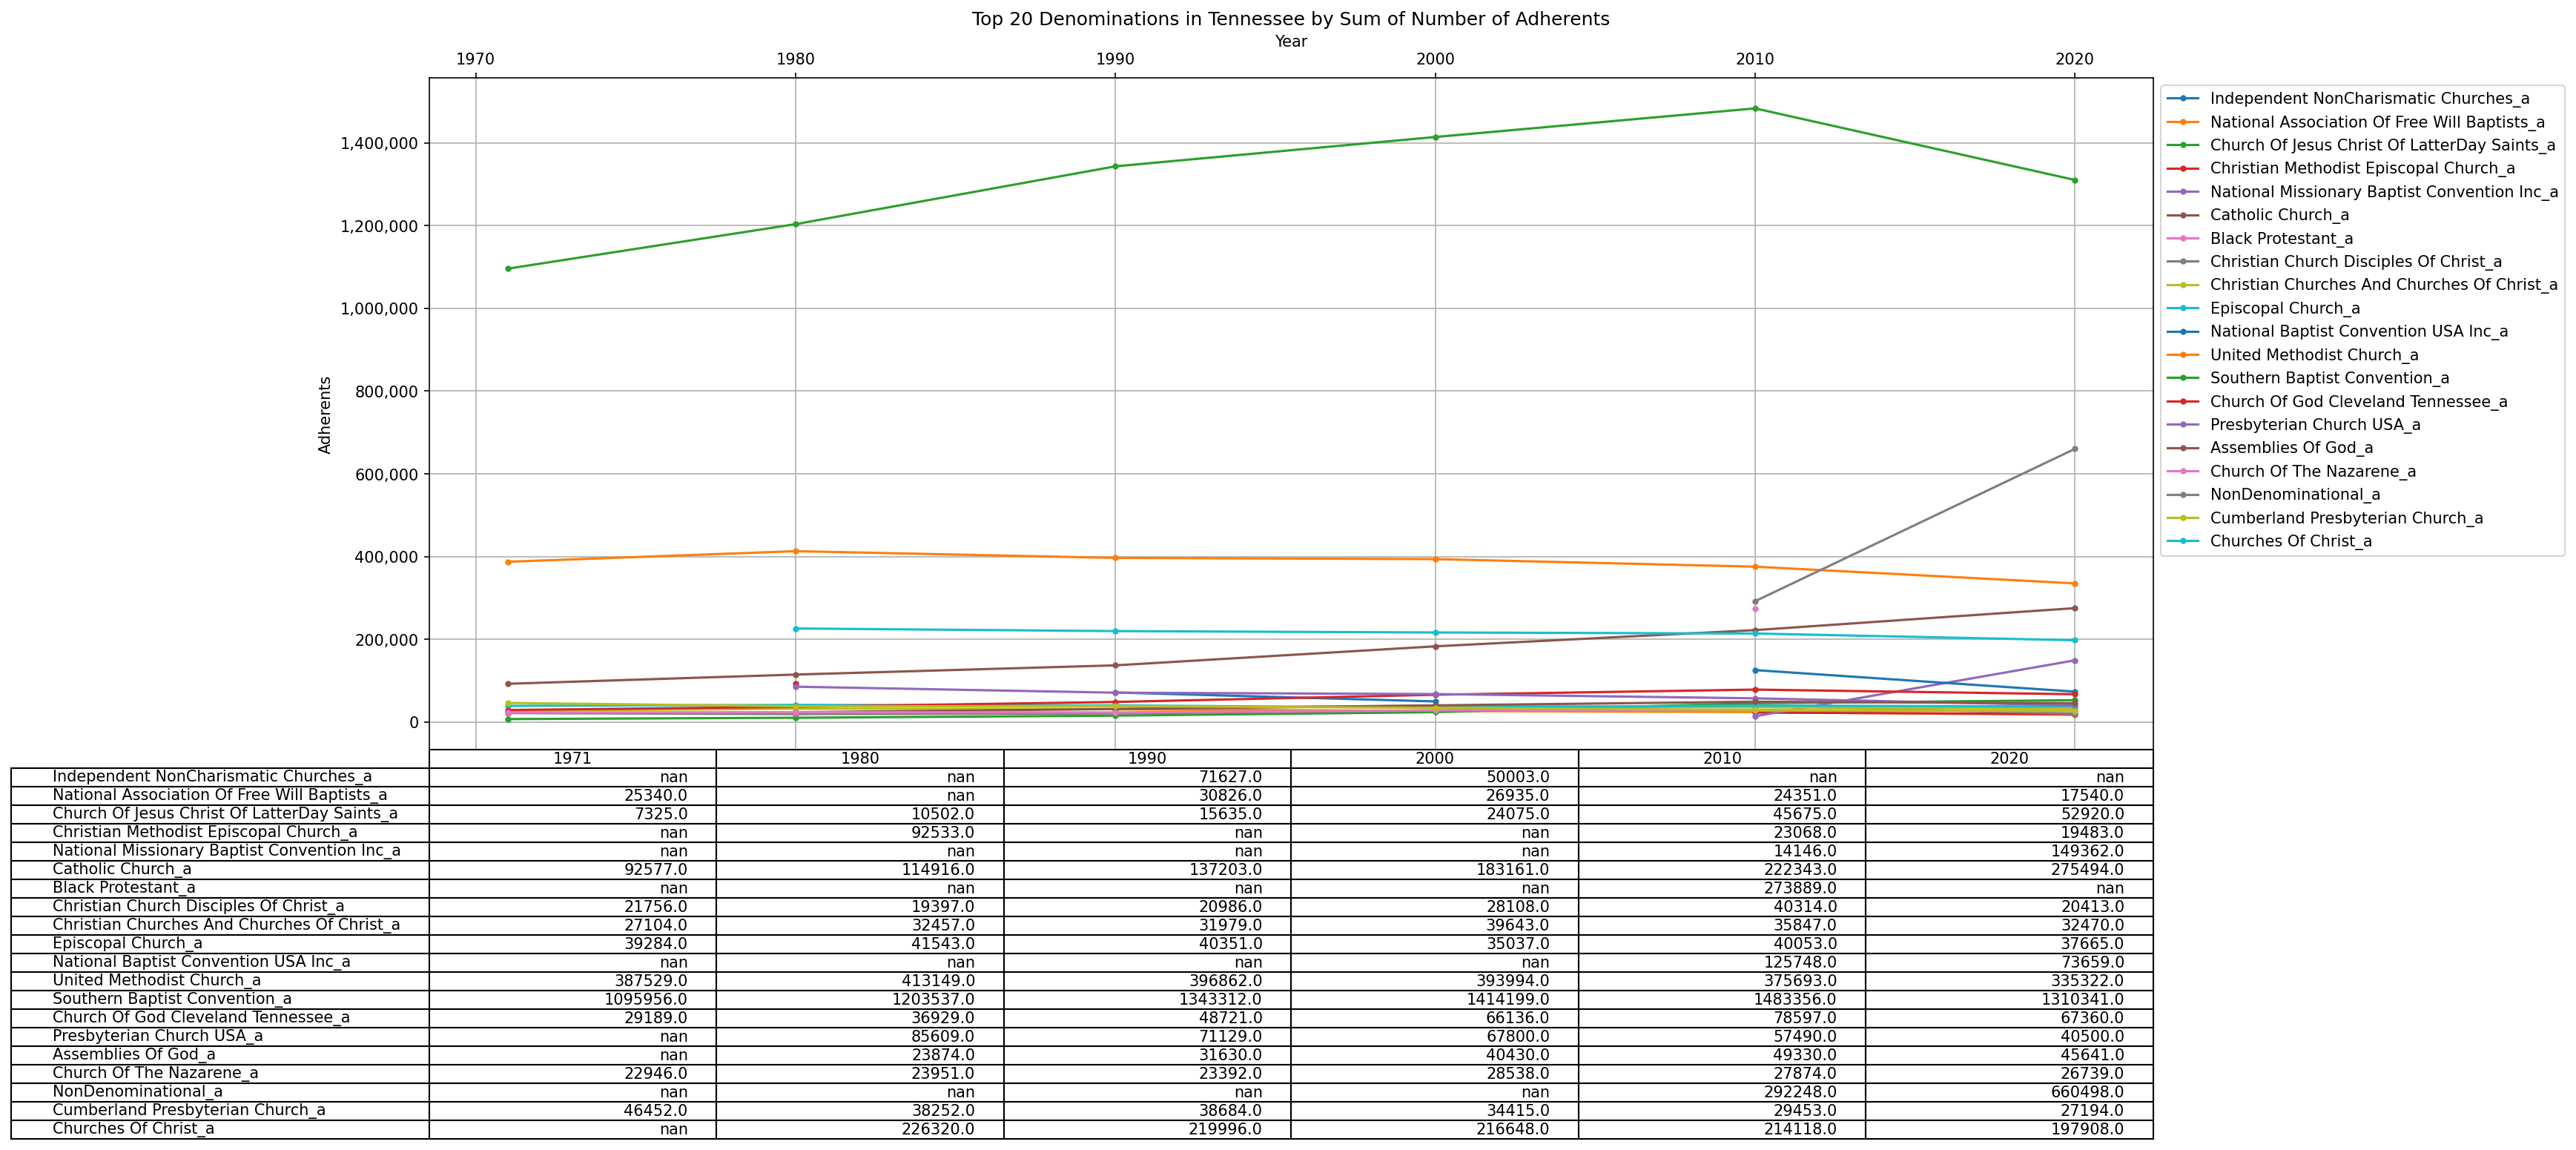 Top 20 Denominations in Tennessee by Sum of Number of Adherents
Year
1970 1980 1990 2000 2010 2020
1,400,000
1,200,000
1,000,000
800,000
600,000
400,000
200,000
0
Adherents
Independent NonCharismatic Churches_a
National Association Of Free Will Baptists_a
Church Of Jesus Christ Of LatterDay Saints_a
Christian Methodist Episcopal Church_a
National Missionary Baptist Convention Inc_a
Catholic Church_a
Black Protestant_a
Christian Church Disciples Of Christ_a
Christian Churches And Churches Of Christ_a
Episcopal Church_a
National Baptist Convention USA Inc_a
United Methodist Church_a
Southern Baptist Convention_a
Church Of God Cleveland Tennessee_a
Presbyterian Church USA_a
Assemblies Of God_a
Church Of The Nazarene_a
NonDenominational_a
Cumberland Presbyterian Church_a
Churches Of Christ_a
1971 1980 1990 2000 2010 2020
Independent NonCharismatic Churches_a nan nan 71627.0 50003.0 nan nan
National Association Of Free Will Baptists_a 25340.0 nan 30826.0 26935.0 24351.0 17540.0
Church Of Jesus Christ Of LatterDay Saints_a 7325.0 10502.0 15635.0 24075.0 45675.0 52920.0
Christian Methodist Episcopal Church_a nan 92533.0 nan nan 23068.0 19483.0
National Missionary Baptist Convention Inc_a nan nan nan nan 14146.0 149362.0
Catholic Church_a 92577.0 114916.0 137203.0 183161.0 222343.0 275494.0
Black Protestant_a nan nan nan nan 273889.0 nan
Christian Church Disciples Of Christ_a 21756.0 19397.0 20986.0 28108.0 40314.0 20413.0
Christian Churches And Churches Of Christ_a 27104.0 32457.0 31979.0 39643.0 35847.0 32470.0
Episcopal Church_a 39284.0 41543.0 40351.0 35037.0 40053.0 37665.0
National Baptist Convention USA Inc_a nan nan nan nan 125748.0 73659.0
United Methodist Church_a 387529.0 413149.0 396862.0 393994.0 375693.0 335322.0
Southern Baptist Convention_a 1095956.0 1203537.0 1343312.0 1414199.0 1483356.0 1310341.0
Church Of God Cleveland Tennessee_a 29189.0 36929.0 48721.0 66136.0 78597.0 67360.0
Presbyterian Church USA_a nan 85609.0 71129.0 67800.0 57490.0 40500.0
Assemblies Of God_a nan 23874.0 31630.0 40430.0 49330.0 45641.0
Church Of The Nazarene_a 22946.0 23951.0 23392.0 28538.0 27874.0 26739.0
NonDenominational_a nan nan nan nan 292248.0 660498.0
Cumberland Presbyterian Church_a 46452.0 38252.0 38684.0 34415.0 29453.0 27194.0
Churches Of Christ_a nan 226320.0 219996.0 216648.0 214118.0 197908.0